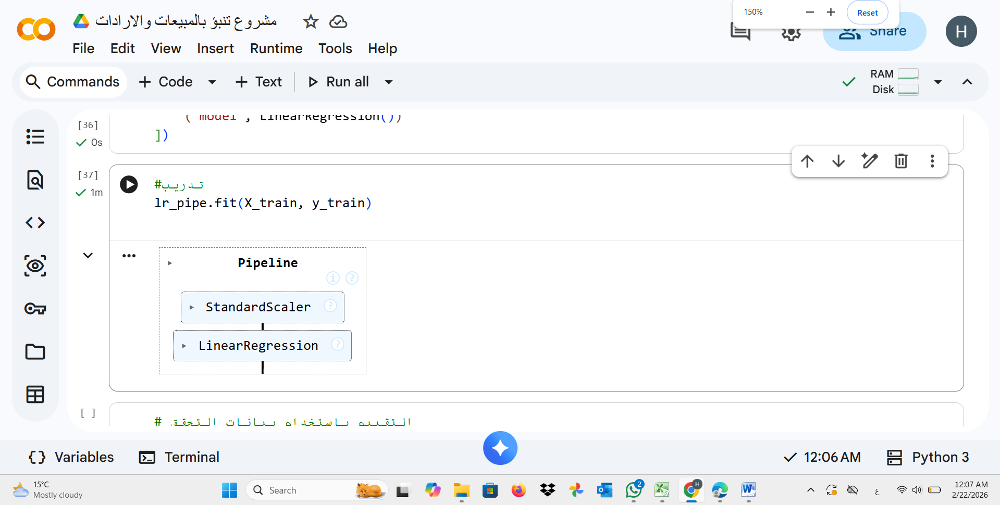 150%
Reset
مشروع تنبؤ بالمبيعات والارادات
Share
H
File Edit View Insert Runtime Tools Help
Commands + Code + Text Run all
RAM
Disk
[36]
('model', LinearRegression())
0s
])
[37]
1m
#تدريب
lr_pipe.fit(X_train, y_train)
Pipeline
StandardScaler
LinearRegression
[ ]
# التقييم باستخدام بيانات التحقق
{} Variables
Terminal
12:06 AM
Python 3
15°C
Mostly cloudy
Search
2
H
ع
12:07 AM
2/22/2026